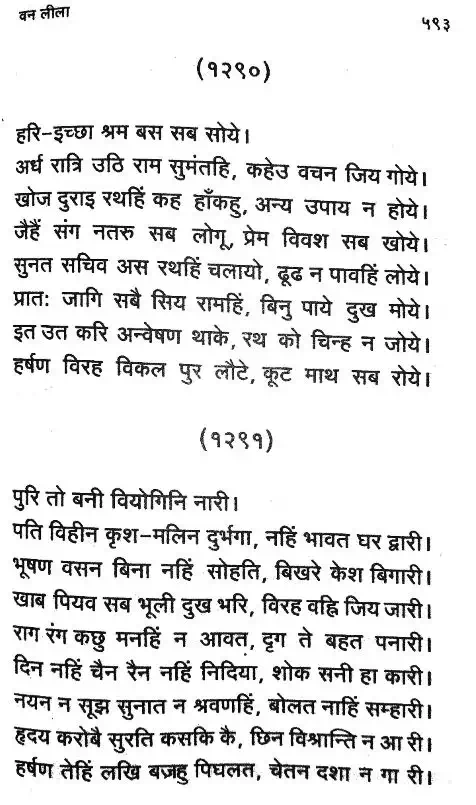 वन लीला
५९३
(१२९०)
हरि-इच्छा श्रम बस सब सोये।
अर्ध रात्रि उठि राम सुमंतहि, कहेउ वचन जिय गोये।
खोज दुराइ रथहिं कह हाँकहु, अन्य उपाय न होये।
जैहैं संग नतरु सब लोगू, प्रेम विवश सब खोये।
सुनत सचिव अस रथहिं चलायो, ढूढ न पावहिं लोये।
प्रातः जागि सबै सिय रामहिं, बिनु पाये दुख मोये।
इत उत करि अन्वेषण थाके, रथ को चिन्ह न जोये।
हर्षण विरह विकल पुर लौटे, कूट माथ सब रोये।
(१२९१)
पुरि तो बनी वियोगिनि नारी।
पति विहीन कृश-मलिन दुर्भगा, नहिं भावत घर द्वारी।
भूषण वसन बिना नहिं सोहति, बिखरे केश बिगारी।
खाब पियव सब भूली दुख भरि, विरह वह्नि जिय जारी।
राग रंग कछु मनहिं न आवत, दृग ते बहत पनारी।
दिन नहिं चैन रैन नहिं निदिया, शोक सनी हा कारी।
नयन न सूझ सुनात न श्रवणहिं, बोलत नाहिं सम्हारी।
हृदय करोबै सुरति कसकि कै, छिन विश्रान्ति न आ री।
हर्षण तेहिं लखि बज्रहु पिघलत, चेतन दशा न गा री।